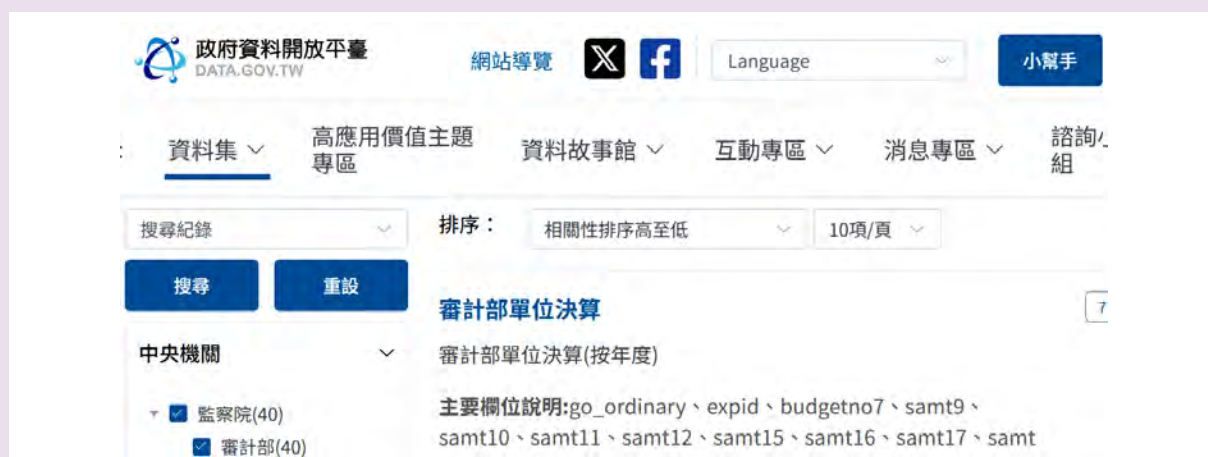 政府資料開放平臺
DATA.GOV.TW
網站導覽
Language
小幫手
資料集
高應用價值主題
專區
資料故事館
互動專區
消息專區
諮詢小
組
搜尋紀錄
排序：
相關性排序高至低
10項/頁
搜尋
重設
審計部單位決算
7
中央機關
審計部單位決算(按年度)
監察院(40)
審計部(40)
主要欄位說明:go_ordinary、expid、budgetno7、samt9、
samt10、samt11、samt12、samt15、samt16、samt17、samt